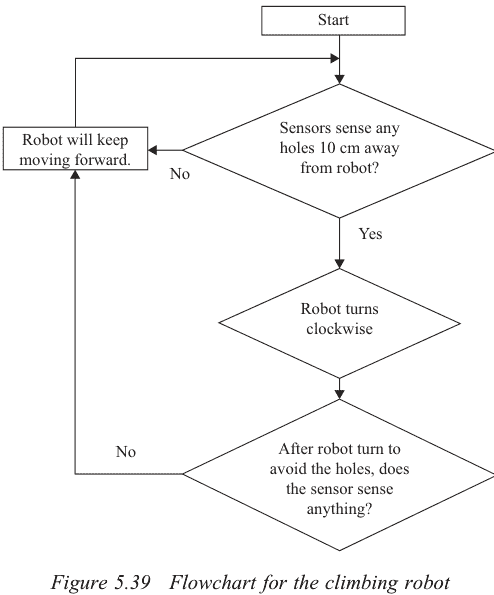 Start
Sensors sense any
holes 10 cm away
from robot?
Robot will keep
moving forward.
No
Yes
Robot turns
clockwise
No
After robot turn to
avoid the holes, does
the sensor sense
anything?
Figure 5.39 Flowchart for the climbing robot